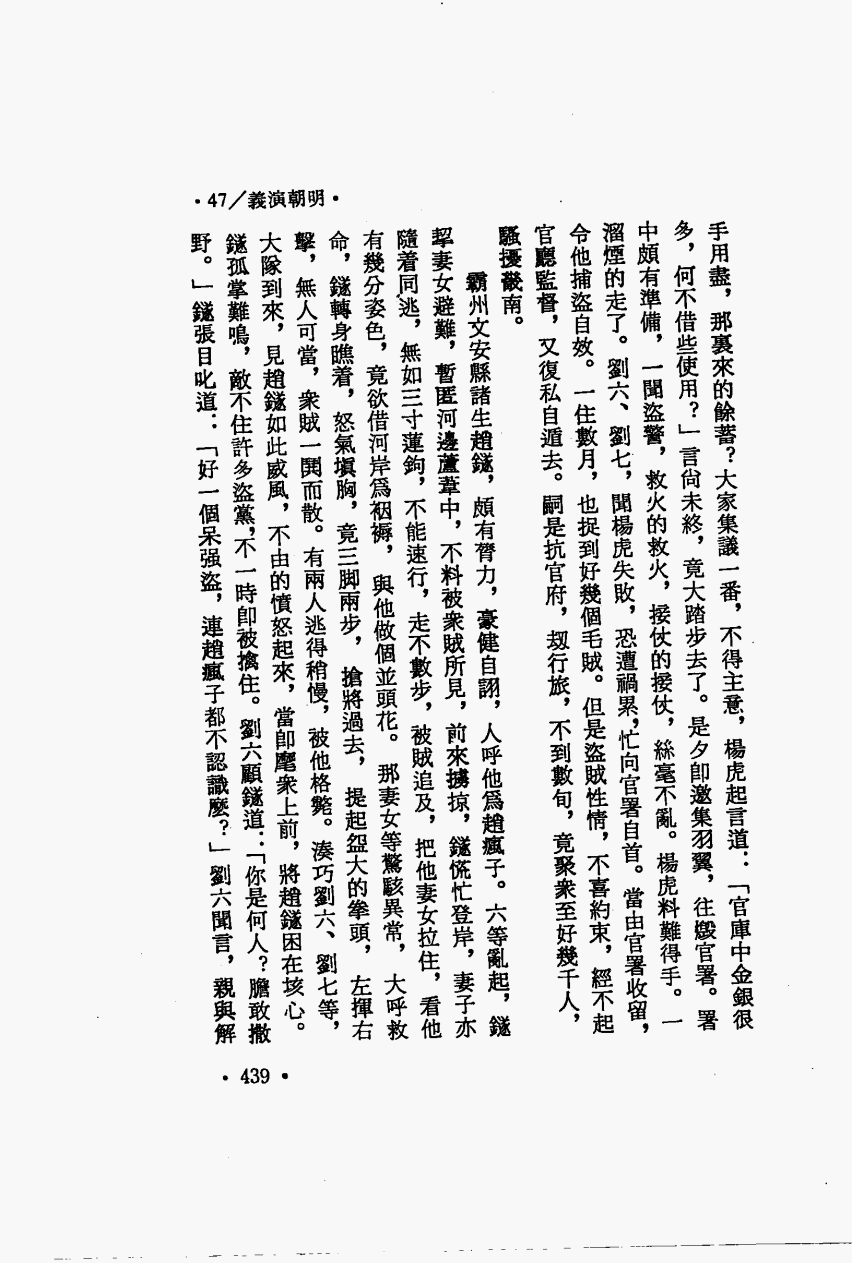 •47/義演朝明•
手用盡，那裏來的餘蓄？大家集議一番，不得主意，楊虎起言道：「官庫中金銀很
多，何不借些使用？」言尙未終，竟大踏步去了。是夕卽邀集羽翼，往燬官署。署
中頗有準備，一聞盜警，救火的救火，接仗的接仗，絲毫不亂。楊虎料難得手。一
溜煙的走了。劉六、劉七，聞楊虎失敗，恐遭禍累，忙向官署自首。當由官署收留，
令他捕盜自效。一住數月，也捉到好幾個毛賊。但是盜賊性情，不喜約束，經不起
官廳監督，又復私自遁去。嗣是抗官府，刼行旅，不到數旬，竟聚衆至好幾千人，
騷擾畿南。
霸州文安縣諸生趙鐩，頗有膂力，豪健自詡，人呼他爲趙瘋子。六等亂起，鐩
挈妻女避難，暫匿河邊蘆葦中，不料被衆賊所見，前來擄掠，鐩慌忙登岸，妻子亦
隨着同逃，無如三寸蓮鉤，不能速行，走不數步，被賊追及，把他妻女拉住，看他
有幾分姿色，竟欲借河岸爲裀褥，與他做個並頭花。那妻女等驚駭異常，大呼救
命，鐩轉身瞧着，怒氣塡胸，竟三脚兩步，搶將過去，提起盌大的拳頭，左揮右
擊，無人可當，衆賊一鬨而散。有兩人逃得稍慢，被他格斃。湊巧劉六、劉七等，
大隊到來，見趙鐩如此威風，不由的憤怒起來，當卽麾衆上前，將趙鐩困在垓心。
鐩孤掌難鳴，敵不住許多盜黨，不一時卽被擒住。劉六顧鐩道：「你是何人？膽敢撒
野。」鐩張目叱道：「好一個呆强盜，連趙瘋子都不認識麼？」劉六聞言，親與解
•439•